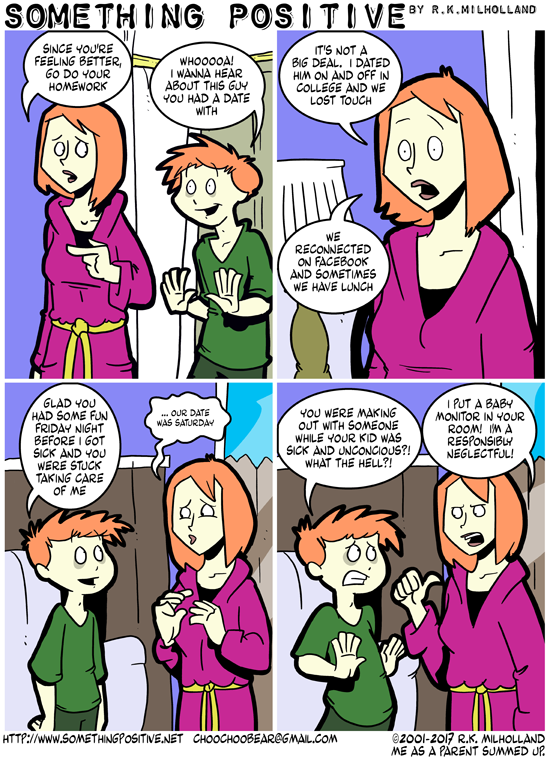 SOMETHING POSITIVE BY R.K.MILHOLLAND
SINCE YOU'RE
FEELING BETTER,
GO DO YOUR
HOMEWORK
WHOOOOA!
I WANNA HEAR
ABOUT THIS GUY
YOU HAD A DATE
WITH
IT'S NOT A
BIG DEAL. I DATED
HIM ON AND OFF IN
COLLEGE AND WE
LOST TOUCH
WE
RECONNECTED
ON FACEBOOK
AND SOMETIMES
WE HAVE LUNCH
GLAD YOU
HAD SOME FUN
FRIDAY NIGHT
BEFORE I GOT
SICK AND YOU
WERE STUCK
TAKING CARE
OF ME
... OUR DATE
WAS SATURDAY
YOU WERE MAKING
OUT WITH SOMEONE
WHILE YOUR KID WAS
SICK AND UNCONCIOUS?!
WHAT THE HELL?!
I PUT A BABY
MONITOR IN YOUR
ROOM! I'M A
RESPONSIBLY
NEGLECTFUL!
HTTP://WWW.SOMETHINGPOSITIVE.NET CHOOCHOOBEAR@GMAIL.COM ©2001-2017 R.K. MILHOLLAND
ME AS A PARENT SUMMED UP.